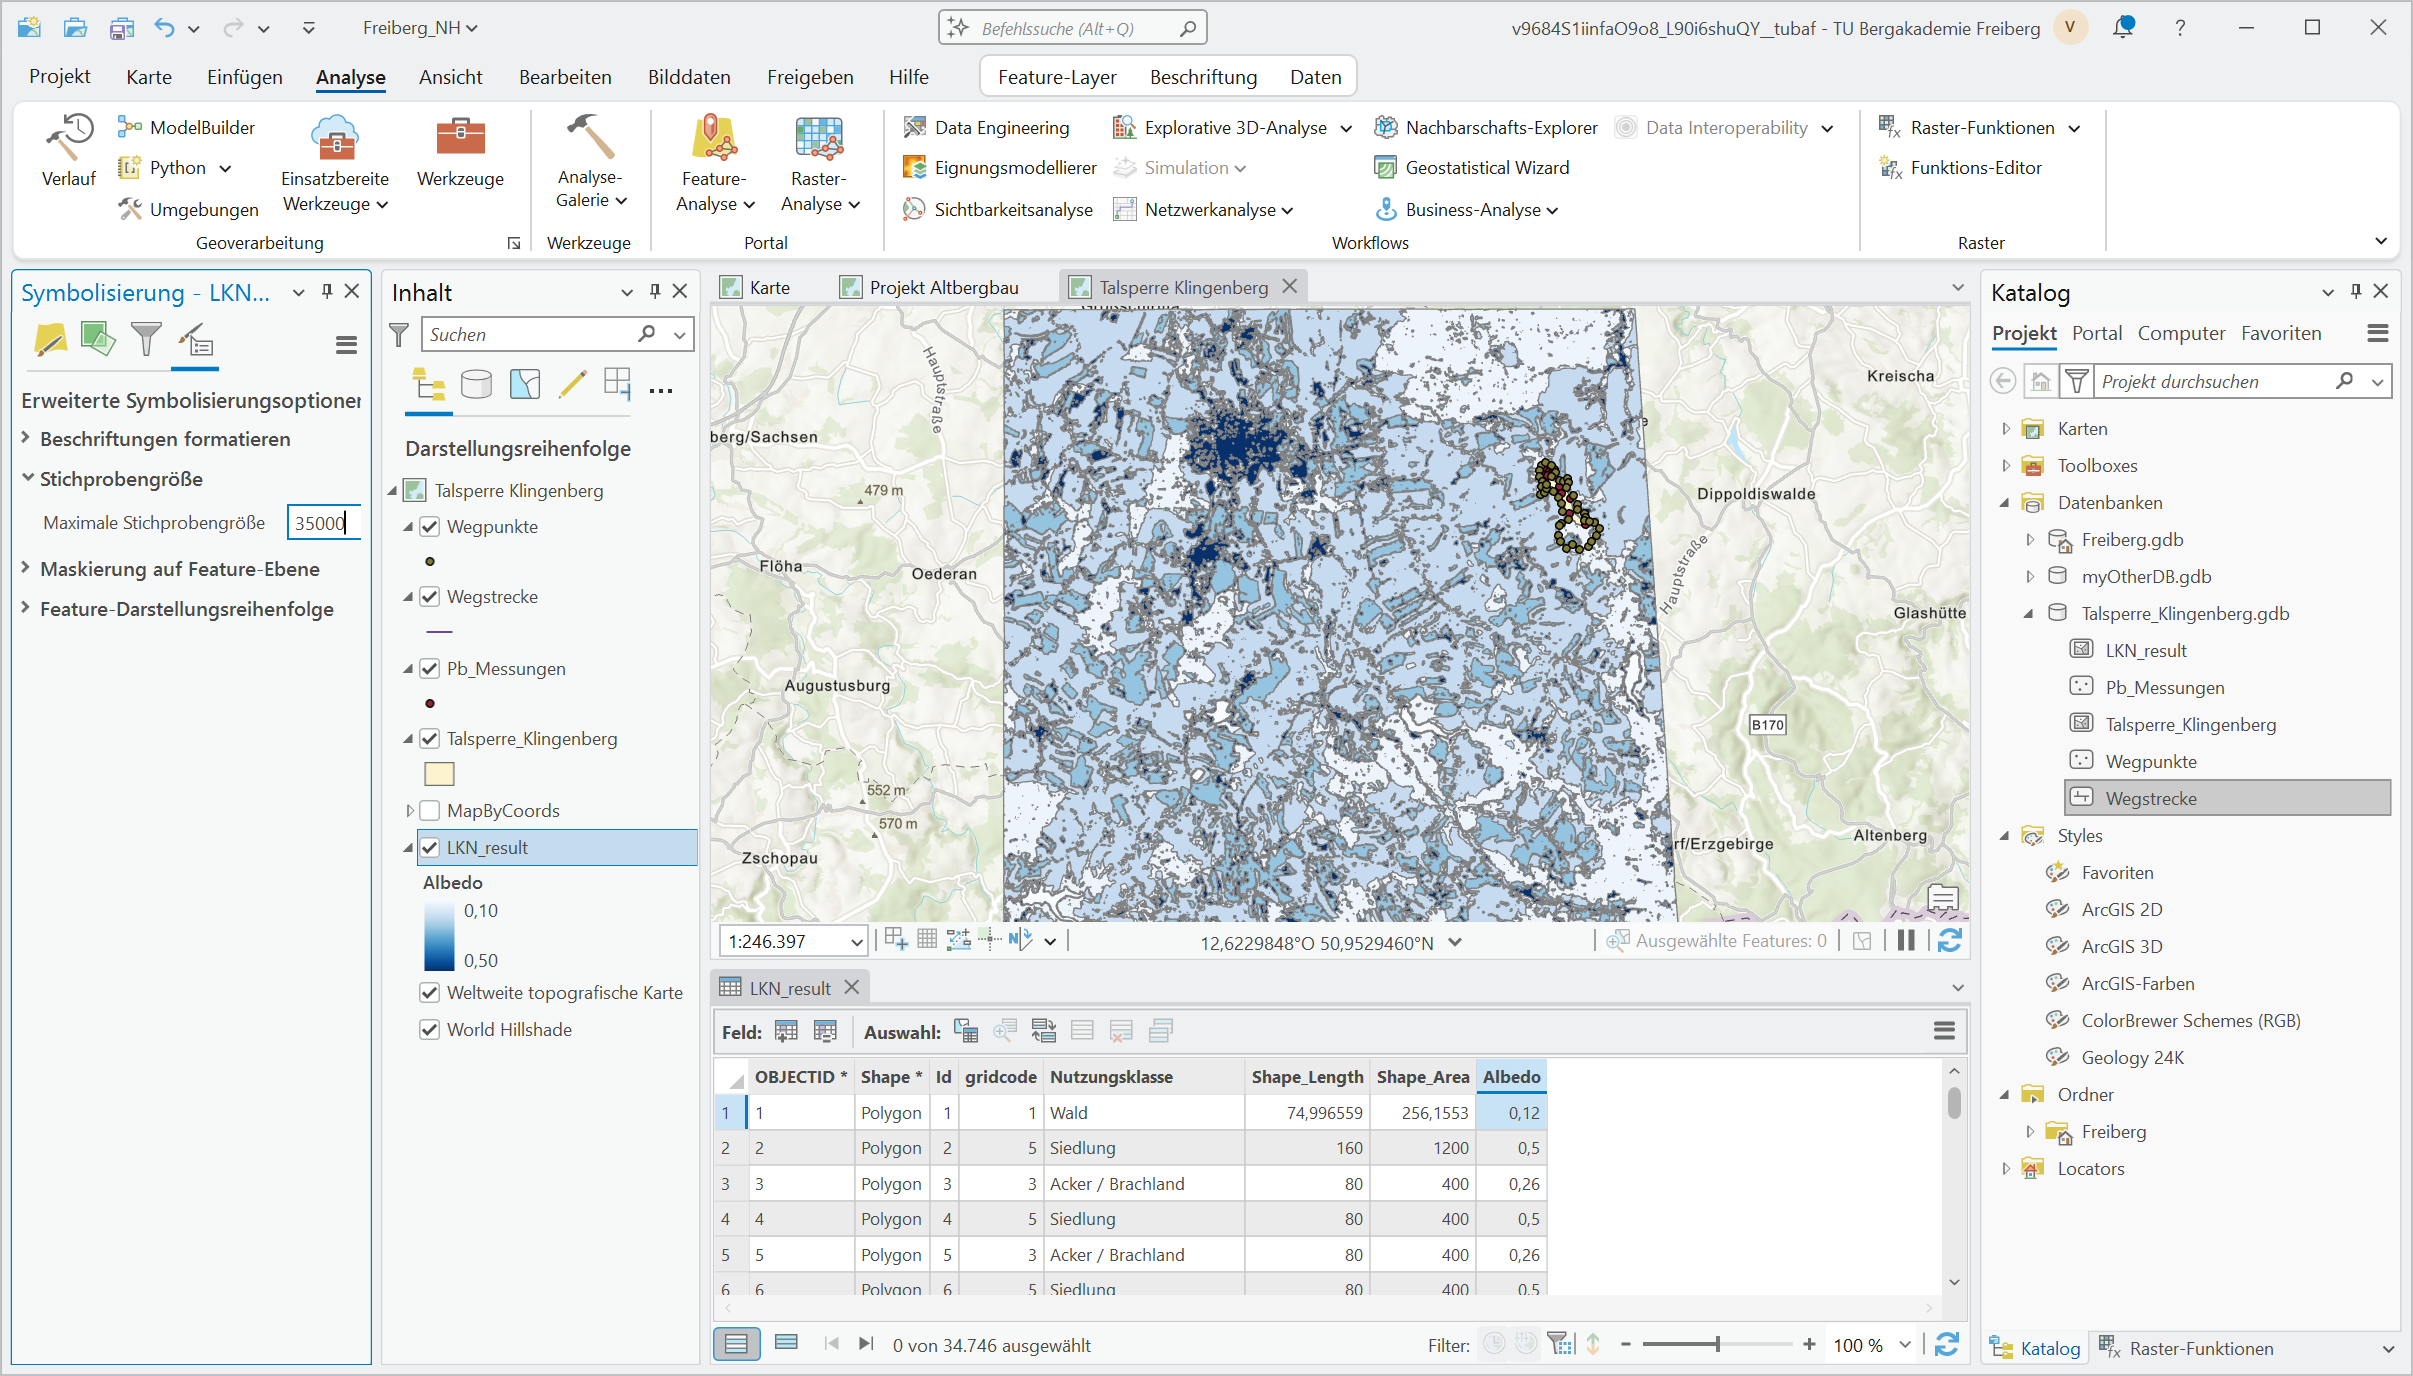 Freiberg_NH
Befehlssuche (Alt+Q)
v9684S1iinfaO9o8_L90i6shuQY__tubaf - TU Bergakademie Freiberg
V
?
Projekt
Karte
Einfügen
Analyse
Ansicht
Bearbeiten
Bilddaten
Freigeben
Hilfe
Feature-Layer
Beschriftung
Daten
Verlauf
ModelBuilder
Python
Umgebungen
Einsatzbereite
Werkzeuge
Werkzeuge
Geoverarbeitung
Analyse-
Galerie
Werkzeuge
Feature-
Analyse
Raster-
Analyse
Portal
Data Engineering
Eignungsmodellierer
Sichtbarkeitsanalyse
Explorative 3D-Analyse
Simulation
Netzwerkanalyse
Nachbarschafts-Explorer
Geostatistical Wizard
Business-Analyse
Data Interoperability
Workflows
Raster-Funktionen
Funktions-Editor
Raster
Symbolisierung - LKN...
Erweiterte Symbolisierungsoptionen
Beschriftungen formatieren
Stichprobengröße
Maximale Stichprobengröße
35000
Maskierung auf Feature-Ebene
Feature-Darstellungsreihenfolge
Inhalt
Suchen
Darstellungsreihenfolge
Talsperre Klingenberg
Wegpunkte
Wegstrecke
Pb_Messungen
Talsperre_Klingenberg
MapByCoords
LKN_result
Albedo
0,10
0,50
Weltweite topografische Karte
World Hillshade
Karte
Projekt Altbergbau
Talsperre Klingenberg
Hauptstraße
berg/Sachsen
479 m
Flöha
Oederan
Augustusburg
552 m
570 m
Zschopau
Kreischa
Dippoldiswalde
Hauptstraße
Glashütte
B170
Altenberg
rf/Erzgebirge
1:246.397
12,6229848°O 50,9529460°N
Ausgewählte Features: 0
LKN_result
Feld:
Auswahl:
OBJECTID * Shape * Id gridcode Nutzungsklasse Shape_Length Shape_Area Albedo
1 1 Polygon 1 1 Wald 74,996559 256,1553 0,12
2 2 Polygon 2 5 Siedlung 160 1200 0,5
3 3 Polygon 3 3 Acker / Brachland 80 400 0,26
4 4 Polygon 4 5 Siedlung 80 400 0,5
5 5 Polygon 5 3 Acker / Brachland 80 400 0,26
6 6 Polygon 6 5 Siedlung 80 400 0,5
0 von 34.746 ausgewählt
Filter:
100 %
Katalog
Projekt
Portal
Computer
Favoriten
Projekt durchsuchen
Karten
Toolboxes
Datenbanken
Freiberg.gdb
myOtherDB.gdb
Talsperre_Klingenberg.gdb
LKN_result
Pb_Messungen
Talsperre_Klingenberg
Wegpunkte
Wegstrecke
Styles
Favoriten
ArcGIS 2D
ArcGIS 3D
ArcGIS-Farben
ColorBrewer Schemes (RGB)
Geology 24K
Ordner
Freiberg
Locators
Katalog
Raster-Funktionen